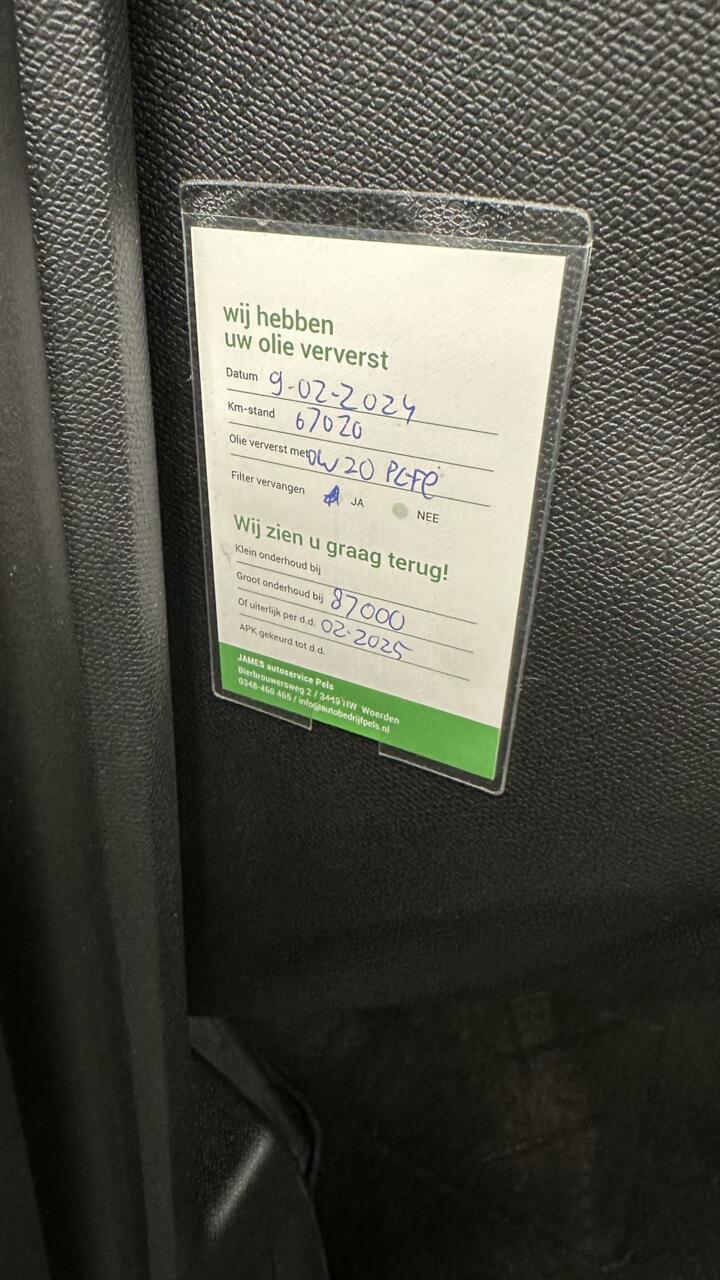 wij hebben
uw olie ververst
Datum 9-02-2024
Km-stand 67020
Olie ververst met 0W20 PCFE
Filter vervangen JA NEE
Wij zien u graag terug!
Klein onderhoud bij
Groot onderhoud bij 87000
Of uiterlijk per d.d. 02-2025
APK gekeurd tot d.d.
JAMES autoservice Pels
Bierbrouwersweg 2 / 3449 HW Woerden
0348-460 465 / info@autobedrijfpels.nl